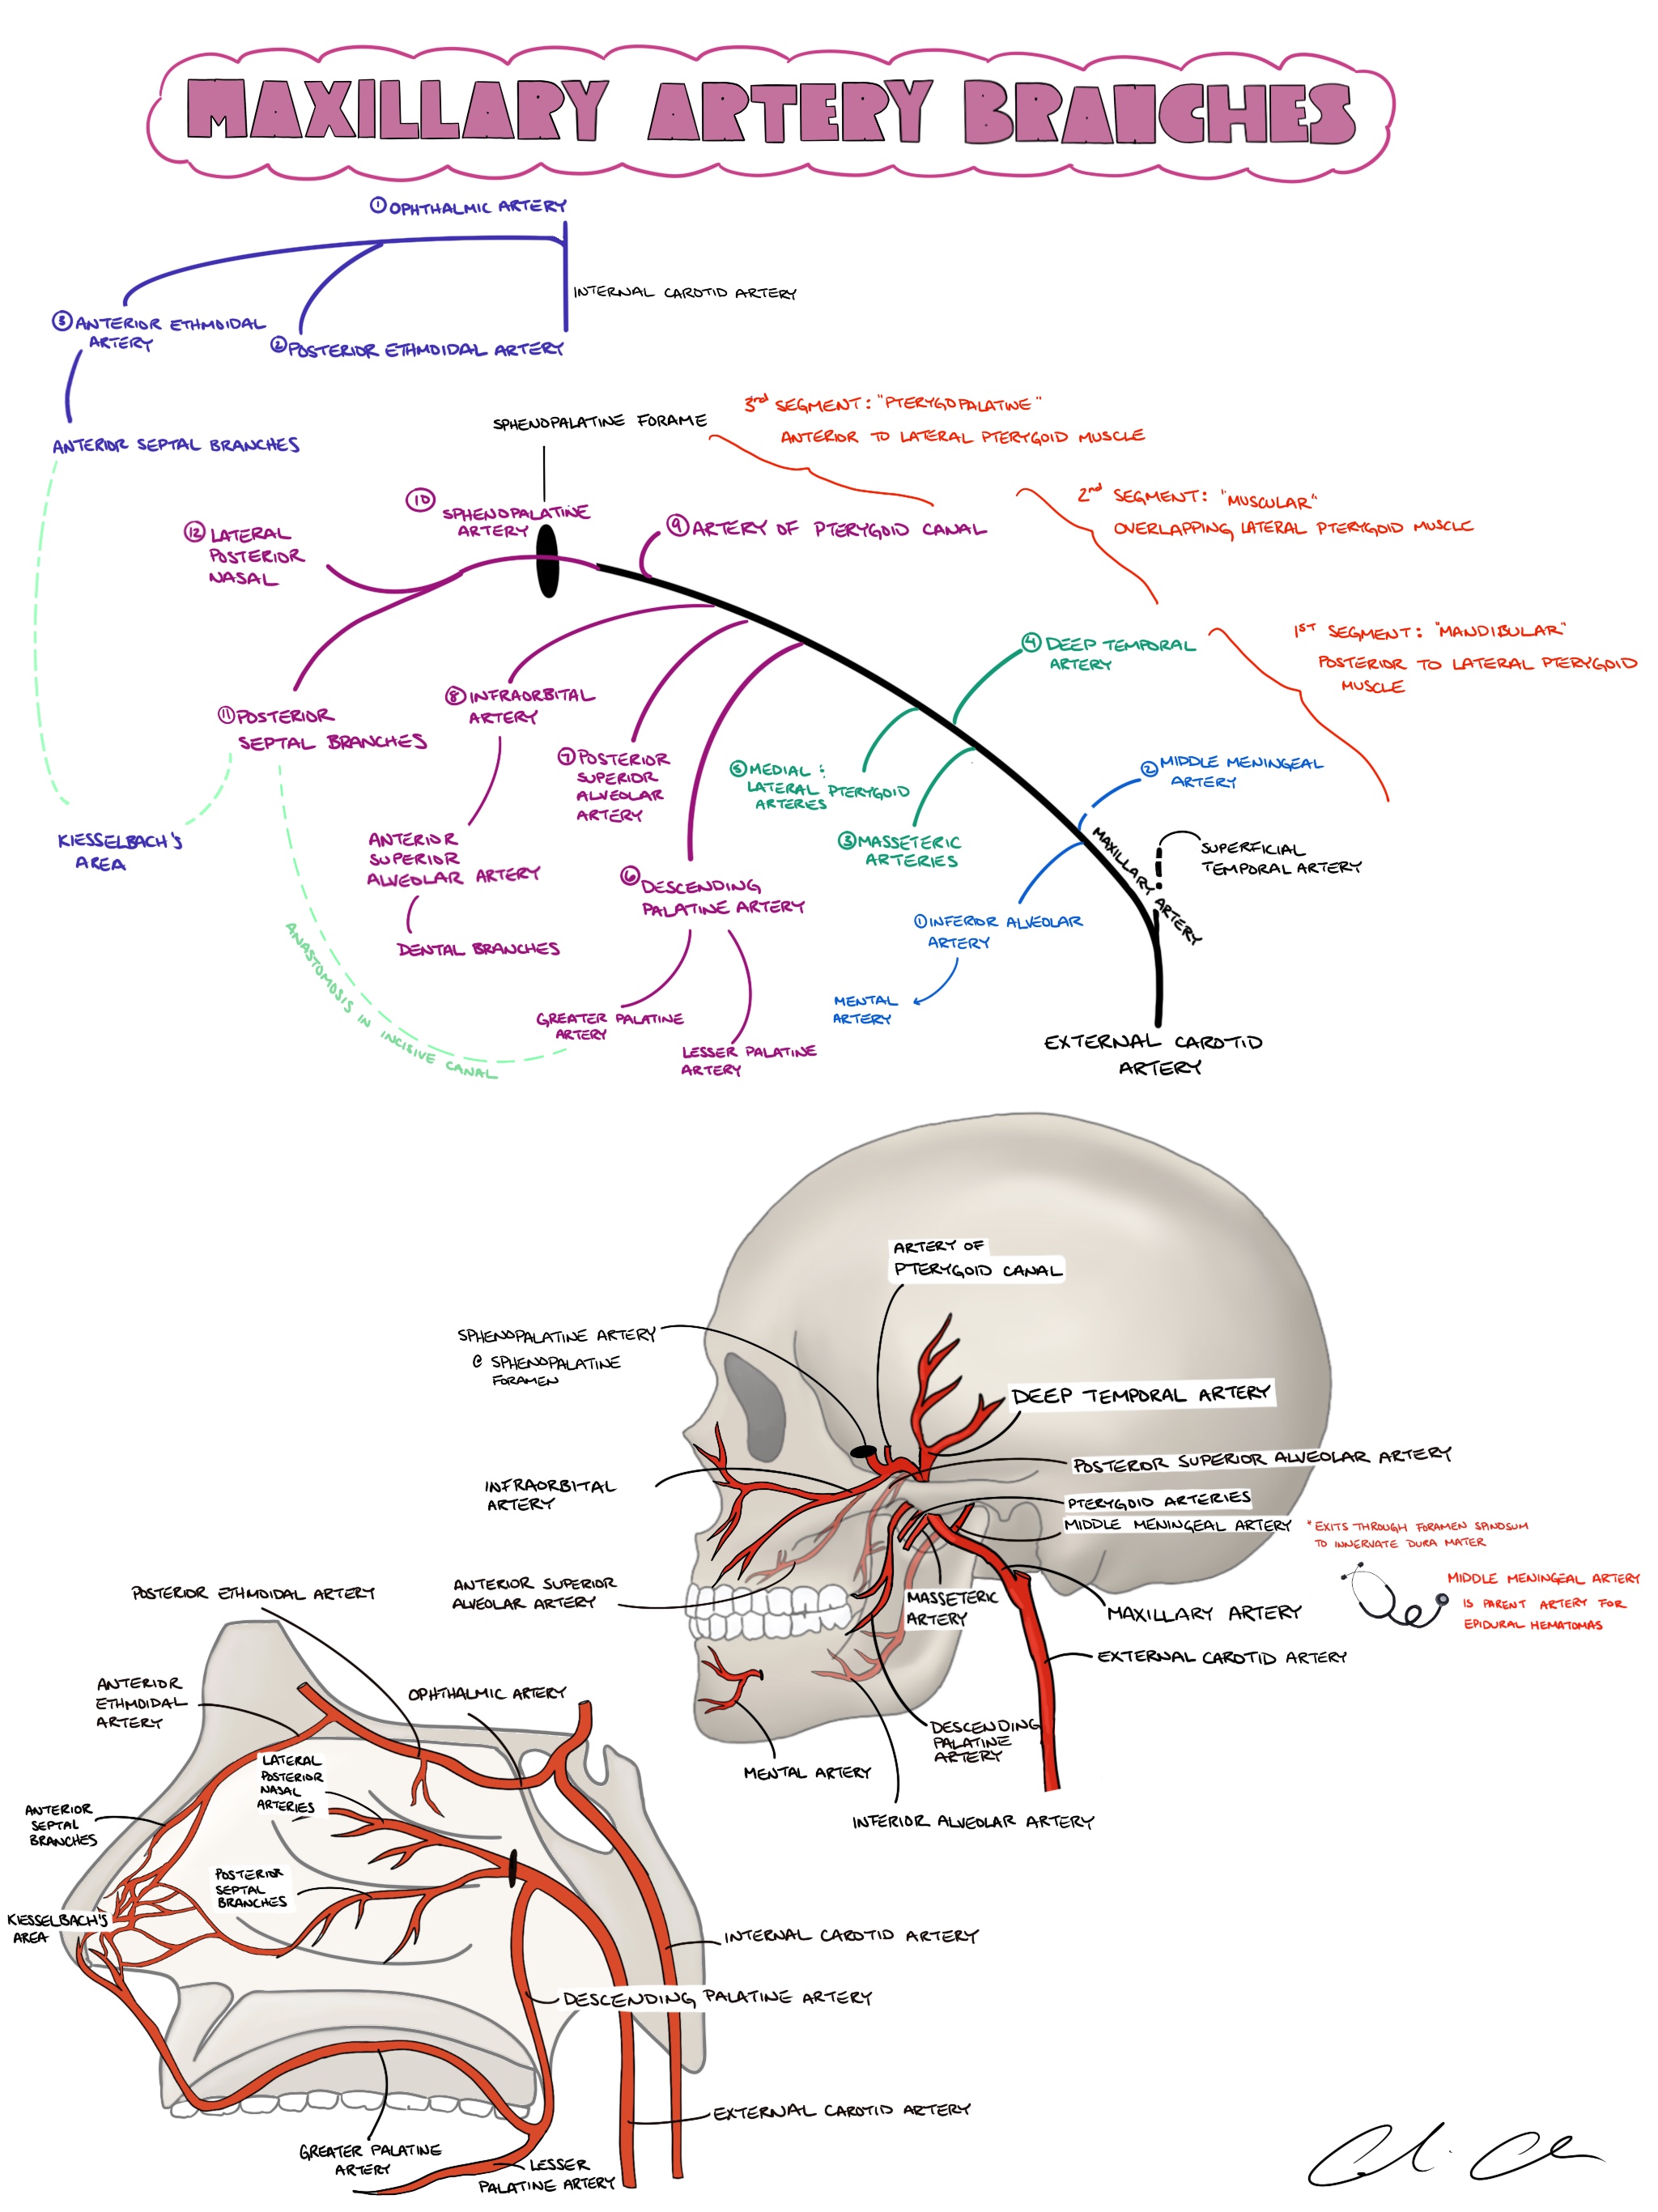 MAXILLARY ARTERY BRANCHES
① OPHTHALMIC ARTERY
INTERNAL CAROTID ARTERY
③ ANTERIOR ETHMOIDAL
ARTERY
② POSTERIOR ETHMOIDAL ARTERY
ANTERIOR SEPTAL BRANCHES
SPHENOPALATINE FORAME
3rd SEGMENT: "PTERYGOPALATINE"
ANTERIOR TO LATERAL PTERYGOID MUSCLE
2nd SEGMENT: "MUSCULAR"
OVERLAPPING LATERAL PTERYGOID MUSCLE
1ST SEGMENT: "MANDIBULAR"
POSTERIOR TO LATERAL PTERYGOID
MUSCLE
⑩
SPHENOPALATINE
ARTERY
⑨ ARTERY OF PTERYGOID CANAL
⑫ LATERAL
POSTERIOR
NASAL
④ DEEP TEMPORAL
ARTERY
⑪ POSTERIOR
SEPTAL BRANCHES
⑧ INFRAORBITAL
ARTERY
⑦ POSTERIOR
SUPERIOR
ALVEOLAR
ARTERY
⑤ MEDIAL :
LATERAL PTERYGOID
ARTERIES
② MIDDLE MENINGEAL
ARTERY
③ MASSETERIC
ARTERIES
MAXILLARY ARTERY
SUPERFICIAL
TEMPORAL ARTERY
KIESSELBACH'S
AREA
ANTERIOR
SUPERIOR
ALVEOLAR ARTERY
⑥ DESCENDING
PALATINE ARTERY
① INFERIOR ALVEOLAR
ARTERY
DENTAL BRANCHES
ANASTOMOSIS IN INCISIVE CANAL
MENTAL
ARTERY
GREATER PALATINE
ARTERY
LESSER PALATINE
ARTERY
EXTERNAL CAROTID
ARTERY
ARTERY OF
PTERYGOID CANAL
SPHENOPALATINE ARTERY
@ SPHENOPALATINE
FORAMEN
DEEP TEMPORAL ARTERY
POSTEROR SUPERIOR ALVEOLAR ARTERY
INFRAORBITAL
ARTERY
PTERYGOID ARTERIES
MIDDLE MENINGEAL ARTERY
*EXITS THROUGH FORAMEN SPINOSUM
TO INNERVATE DURA MATER
MIDDLE MENINGEAL ARTERY
IS PARENT ARTERY FOR
EPIDURAL HEMATOMAS
ANTERIOR SUPERIOR
ALVEOLAR ARTERY
MASSETERIC
ARTERY
MAXILLARY ARTERY
EXTERNAL CAROTID ARTERY
DESCENDING
PALATINE
ARTERY
MENTAL ARTERY
INFERIOR ALVEOLAR ARTERY
POSTERIOR ETHMOIDAL ARTERY
ANTERIOR
ETHMOIDAL
ARTERY
OPHTHALMIC ARTERY
LATERAL
POSTERIOR
NASAL
ARTERIES
ANTERIOR
SEPTAL
BRANCHES
POSTERIOR
SEPTAL
BRANCHES
KIESSELBACH'S
AREA
INTERNAL CAROTID ARTERY
DESCENDING PALATINE ARTERY
EXTERNAL CAROTID ARTERY
GREATER PALATINE
ARTERY
LESSER
PALATINE ARTERY